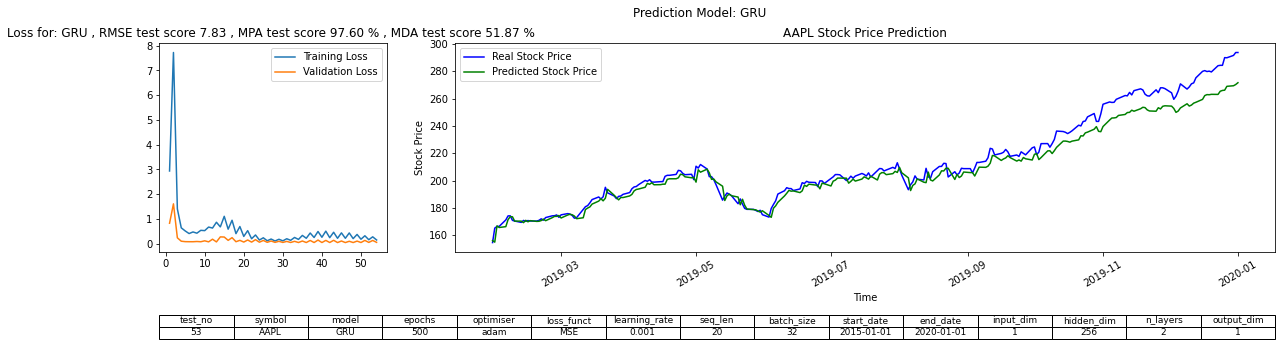 Prediction Model: GRU
Loss for: GRU , RMSE test score 7.83 , MPA test score 97.60 % , MDA test score 51.87 %
AAPL Stock Price Prediction
Training Loss
Validation Loss
8
7
6
5
4
3
2
1
0
0 10 20 30 40 50
Real Stock Price
Predicted Stock Price
Stock Price
300
280
260
240
220
200
180
160
2019-03 2019-05 2019-07 2019-09 2019-11 2020-01
Time
test_no symbol model epochs optimiser loss_funct learning_rate seq_len batch_size start_date end_date input_dim hidden_dim n_layers output_dim
53 AAPL GRU 500 adam MSE 0.001 20 32 2015-01-01 2020-01-01 1 256 2 1